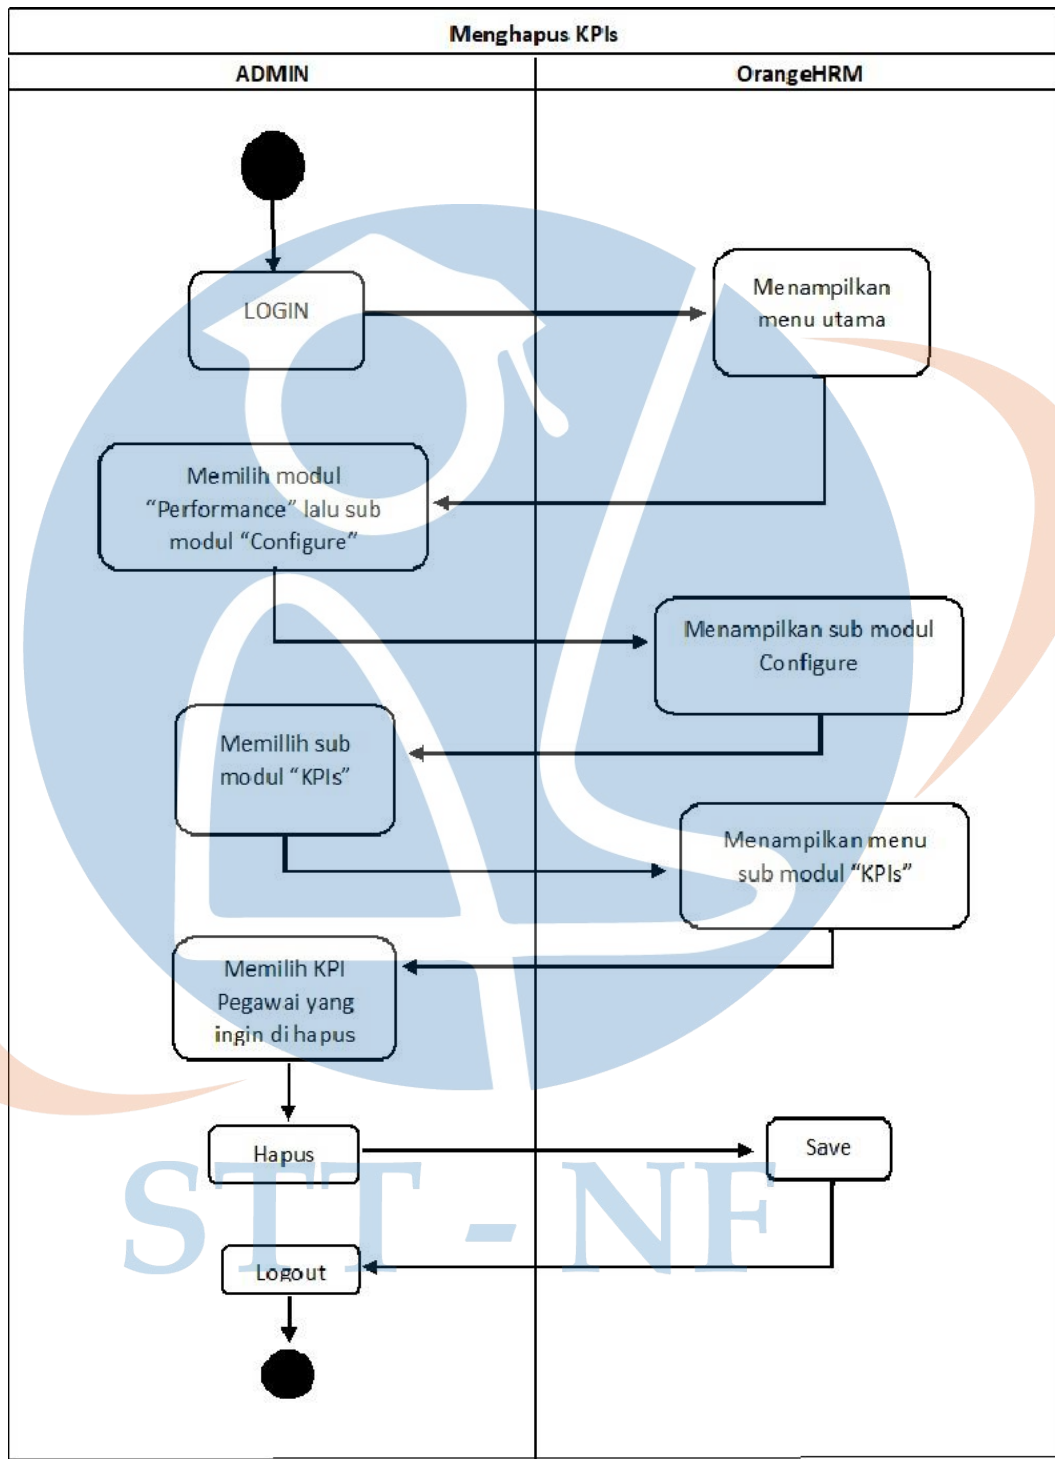 Menghapus KPIs
ADMIN
OrangeHRM
LOGIN
Menampilkan
menu utama
Memilih modul
“Performance” lalu sub
modul “Configure”
Menampilkan sub modul
Configure
Memillih sub
modul “KPIs”
Menampilkan menu
sub modul “KPIs”
Memilih KPI
Pegawai yang
ingin di hapus
Hapus
Save
STT - NF
Logout